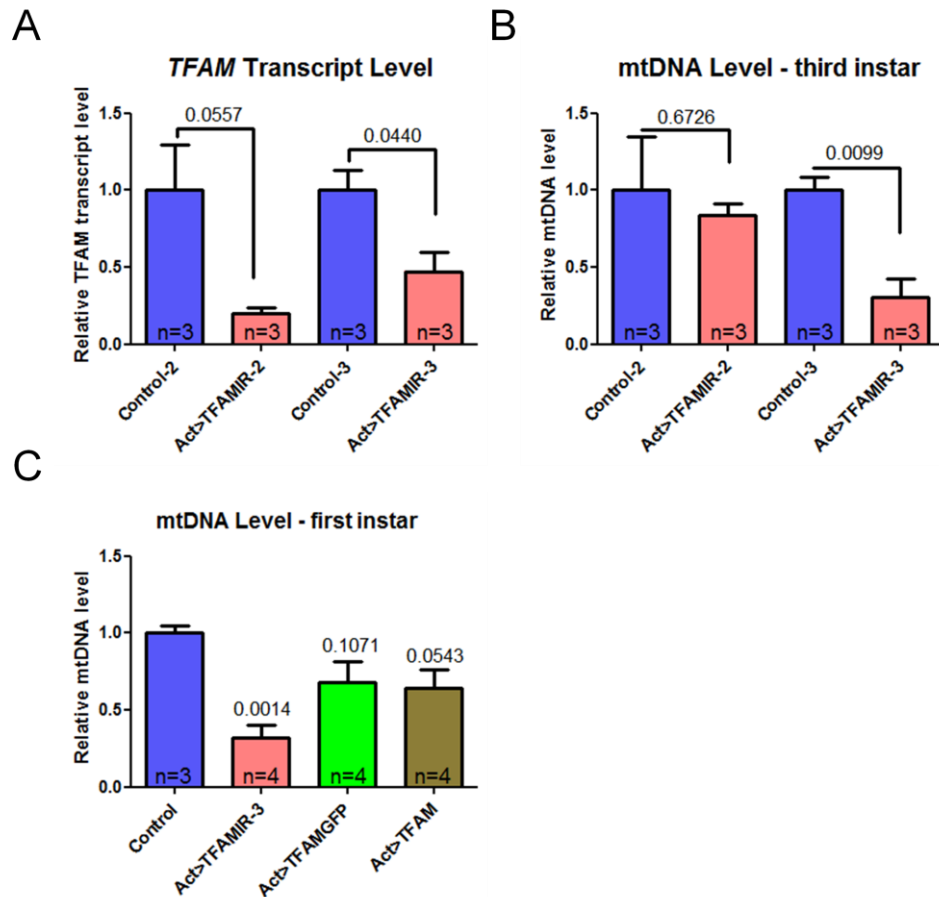 A
TFAM Transcript Level
Relative TFAM transcript level
1.5
1.0
0.5
0.0
0.0557
0.0440
n=3
n=3
n=3
n=3
Control-2
Act>TFAMIR-2
Control-3
Act>TFAMIR-3
B
mtDNA Level - third instar
Relative mtDNA level
1.5
1.0
0.5
0.0
0.6726
0.0099
n=3
n=3
n=3
n=3
Control-2
Act>TFAMIR-2
Control-3
Act>TFAMIR-3
C
mtDNA Level - first instar
Relative mtDNA level
1.5
1.0
0.5
0.0
0.0014
0.1071
0.0543
n=3
n=4
n=4
n=4
Control
Act>TFAMIR-3
Act>TFAMGFP
Act>TFAM